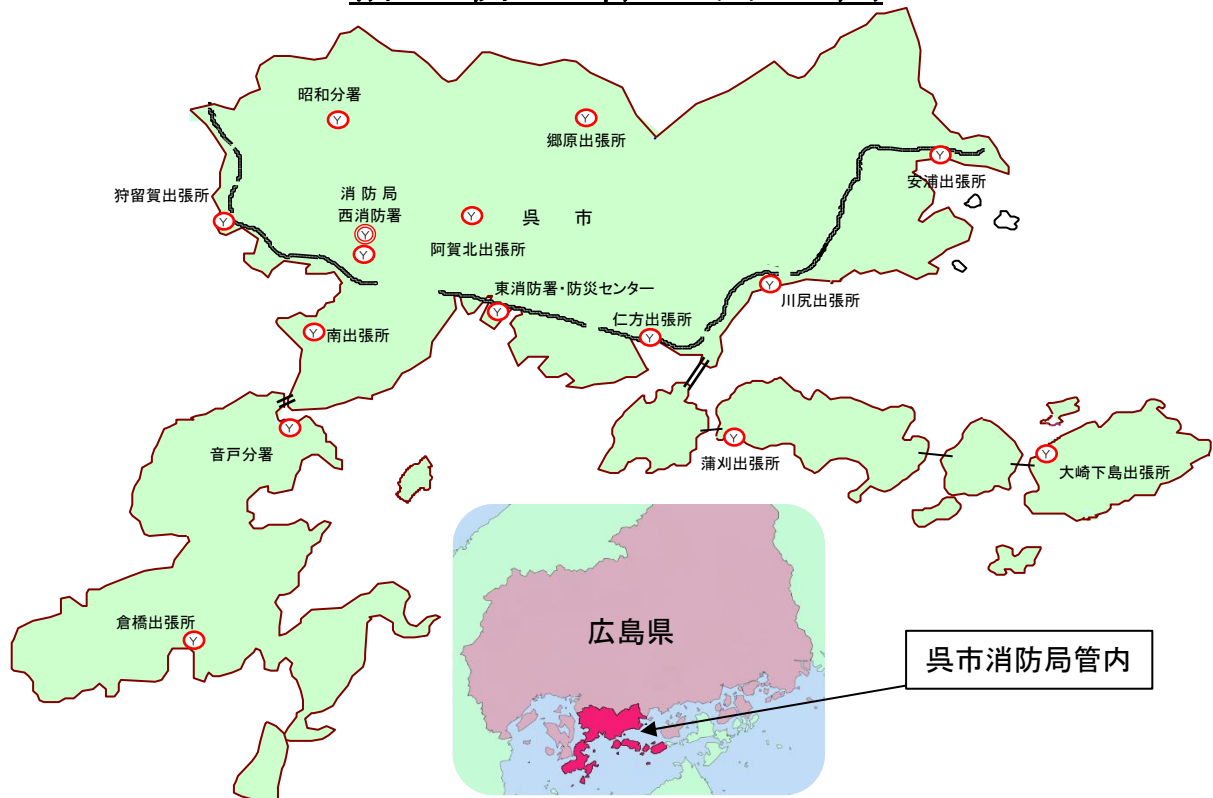 昭和分署
郷原出張所
安浦出張所
狩留賀出張所
消防局
西消防署
阿賀北出張所
呉市
東消防署・防災センター
川尻出張所
仁方出張所
南出張所
音戸分署
蒲刈出張所
大崎下島出張所
倉橋出張所
広島県
呉市消防局管内